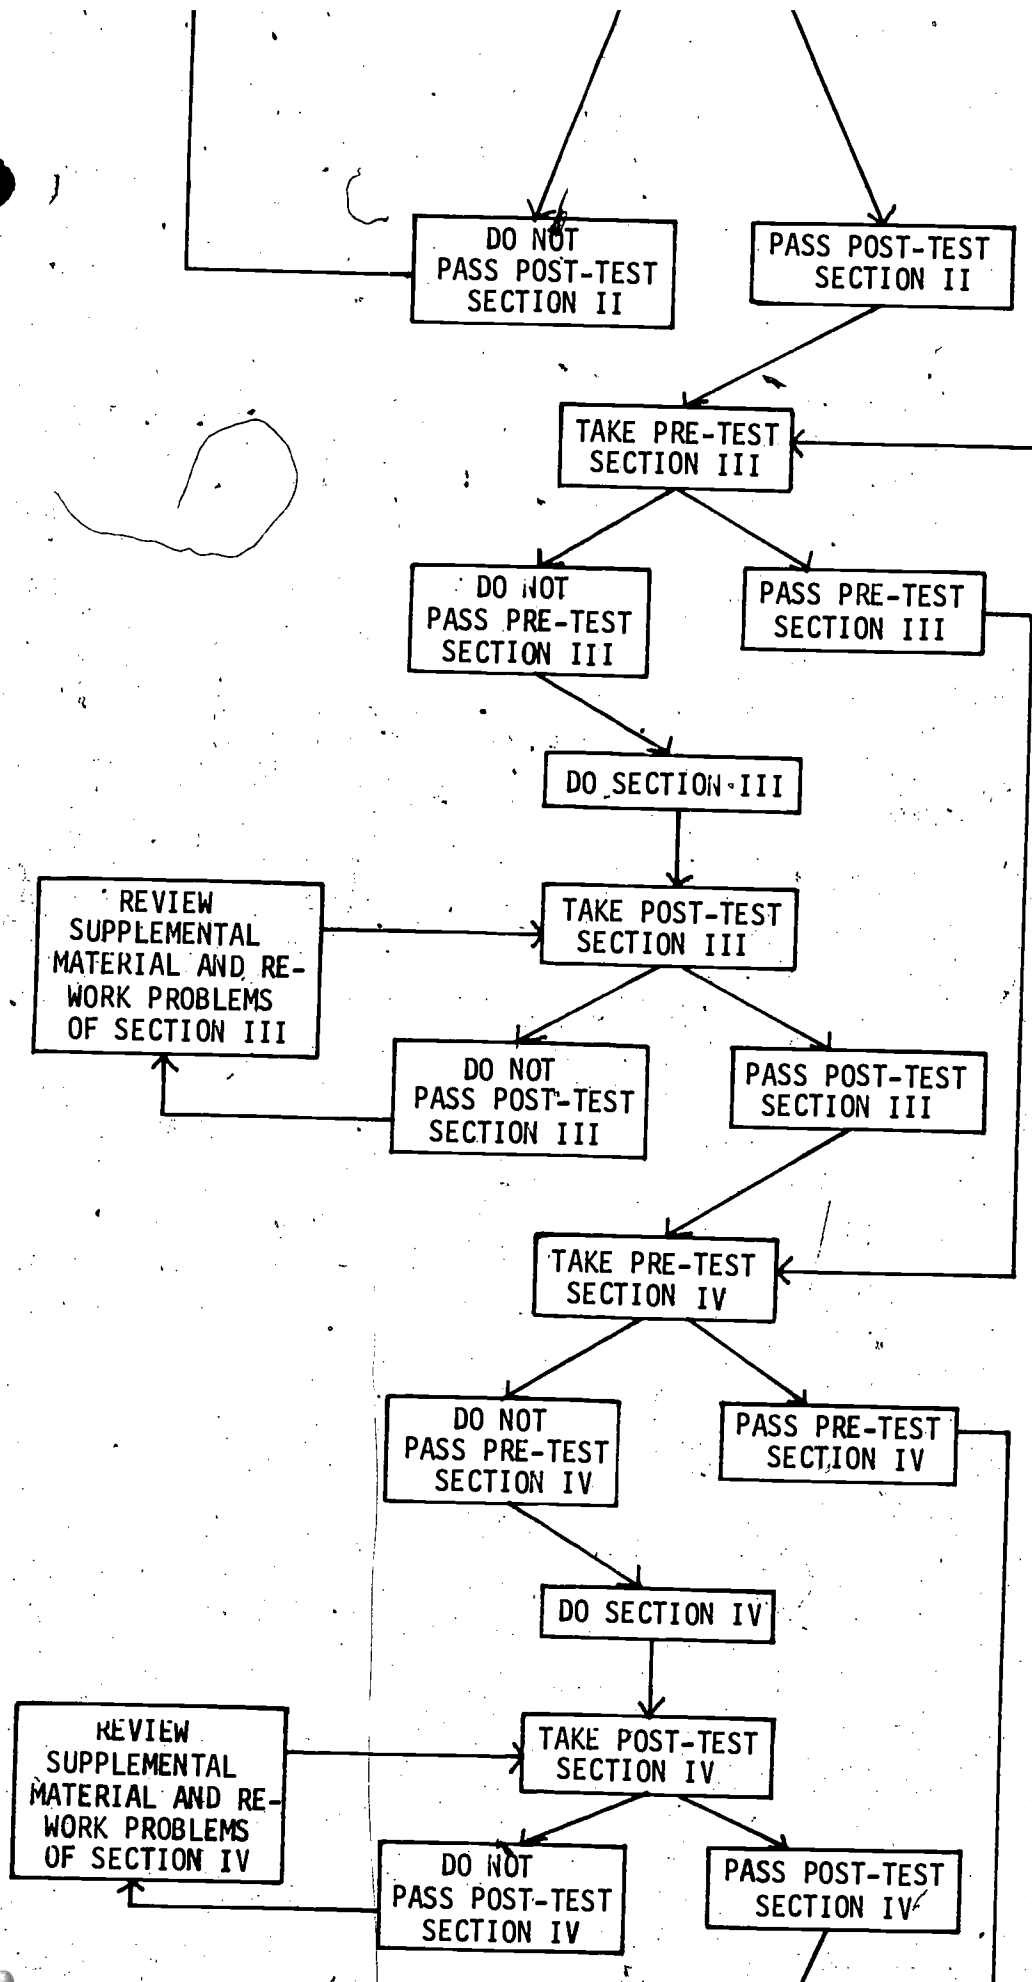 DO NOT
PASS POST-TEST
SECTION II
PASS POST-TEST
SECTION II
TAKE PRE-TEST
SECTION III
DO NOT
PASS PRE-TEST
SECTION III
PASS PRE-TEST
SECTION III
DO SECTION III
REVIEW
SUPPLEMENTAL
MATERIAL AND RE-
WORK PROBLEMS
OF SECTION III
TAKE POST-TEST
SECTION III
DO NOT
PASS POST-TEST
SECTION III
PASS POST-TEST
SECTION III
TAKE PRE-TEST
SECTION IV
DO NOT
PASS PRE-TEST
SECTION IV
PASS PRE-TEST
SECTION IV
DO SECTION IV
REVIEW
SUPPLEMENTAL
MATERIAL AND RE-
WORK PROBLEMS
OF SECTION IV
TAKE POST-TEST
SECTION IV
DO NOT
PASS POST-TEST
SECTION IV
PASS POST-TEST
SECTION IV